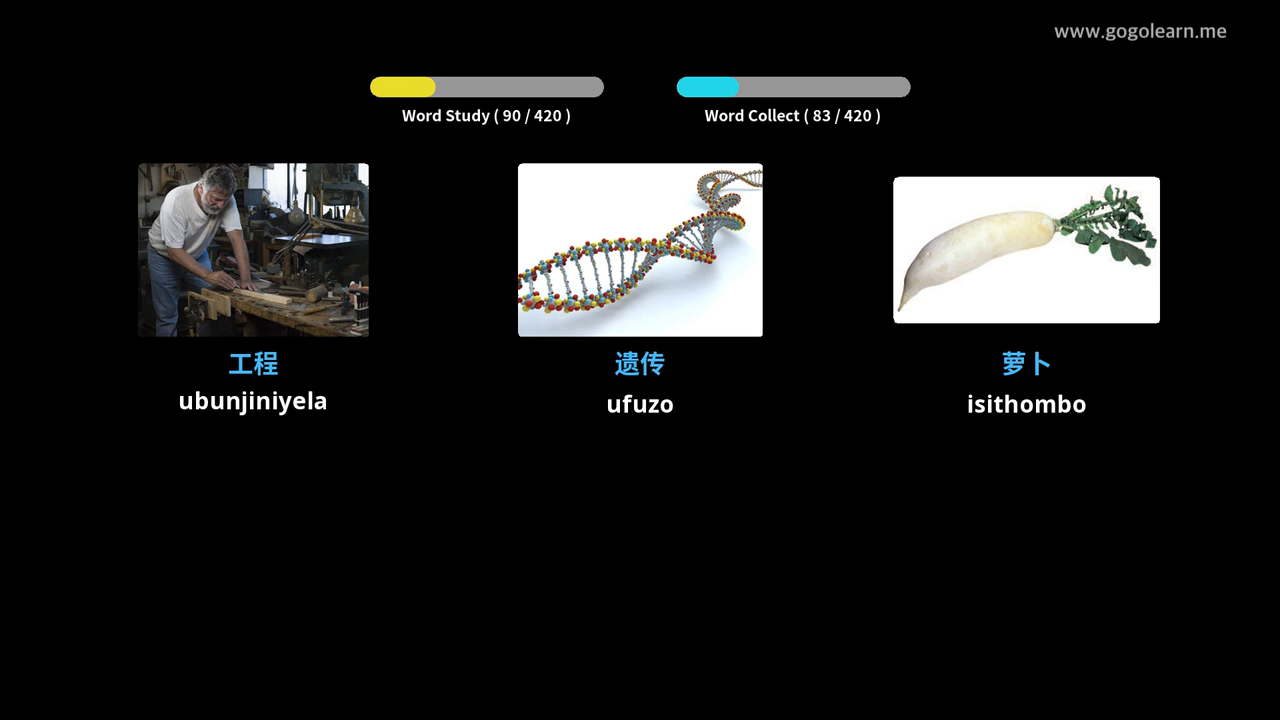 www.gogolearn.me
Word Study ( 90 / 420 )
Word Collect ( 83 / 420 )
工程
ubunjiniyela
遗传
ufuzo
萝卜
isithombo